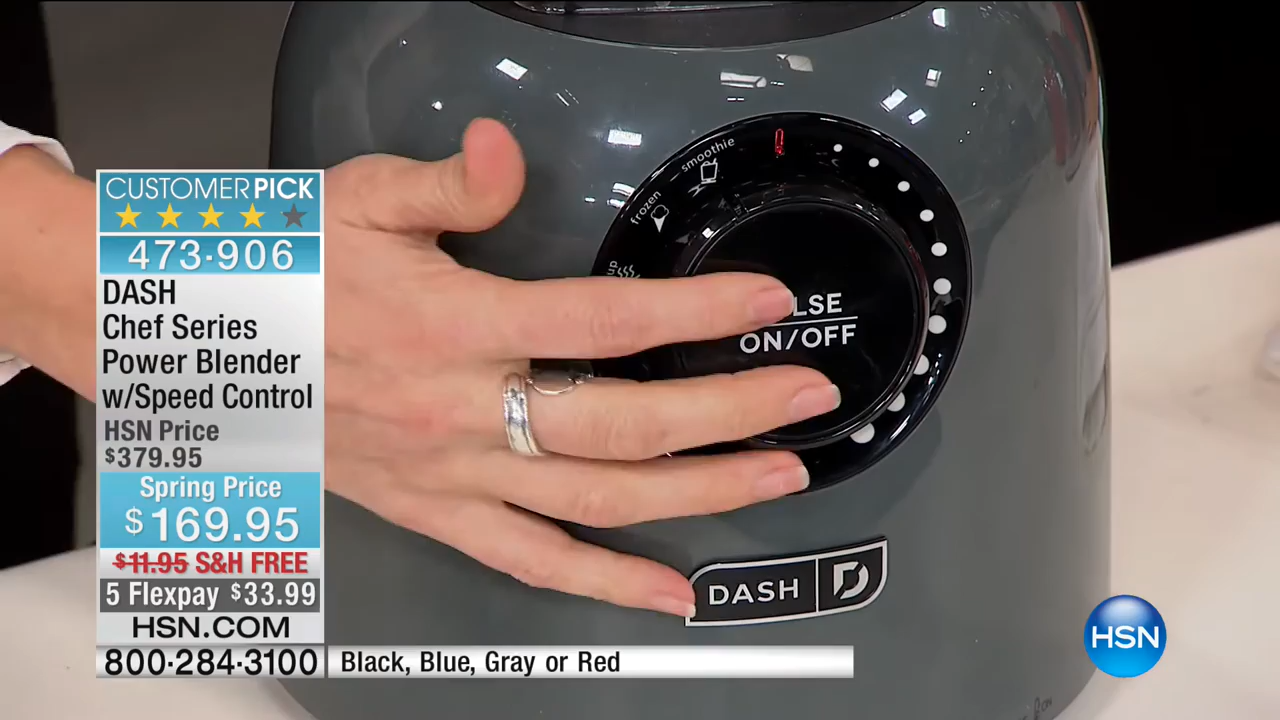 CUSTOMER PICK
473-906
DASH
Chef Series
Power Blender
w/Speed Control
HSN Price
$379.95
Spring Price
$169.95
$11.95 S&H FREE
5 Flexpay $33.99
HSN.COM
800-284-3100
Black, Blue, Gray or Red
smoothie
frozen
LSE
ON/OFF
DASH D
HSN